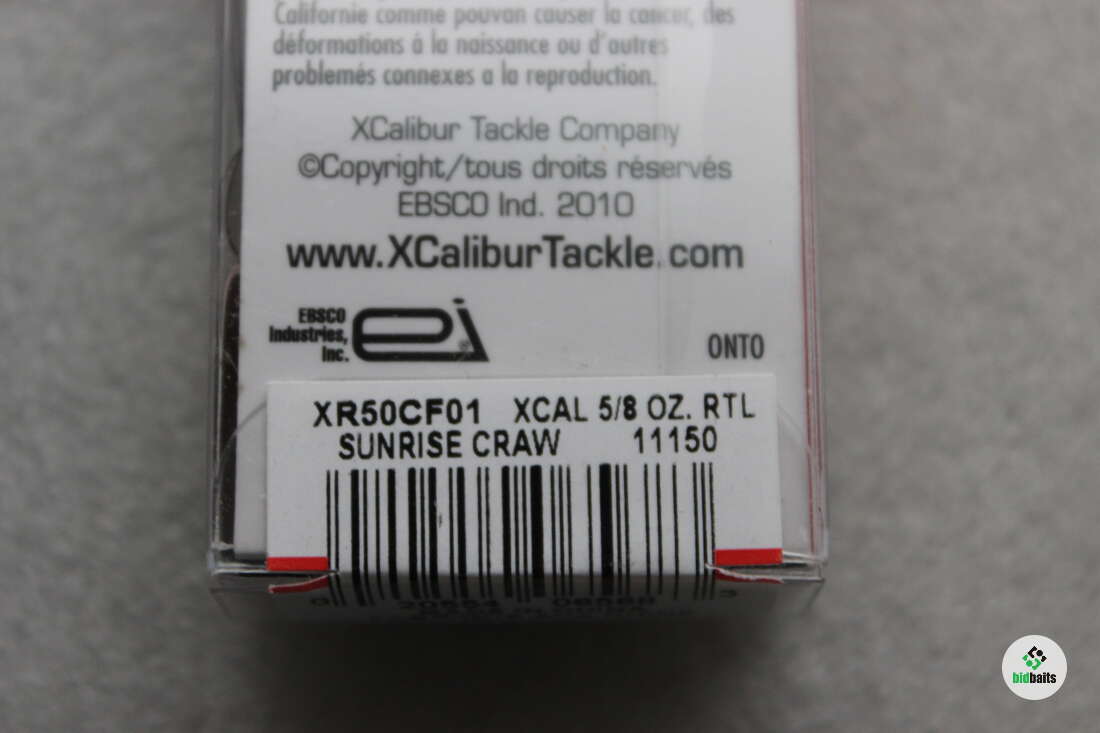 Californie comme pouvan causer la cancer, des
déformations à la naissance ou d'autres
problemés connexes a la reproduction.
XCalibur Tackle Company
©Copyright/tous droits réservés
EBSCO Ind. 2010
www.XCaliburTackle.com
EBSCO
Industries,
Inc.
ei
ONTO
XR50CF01 XCAL 5/8 OZ. RTL
SUNRISE CRAW 11150
bidbaits